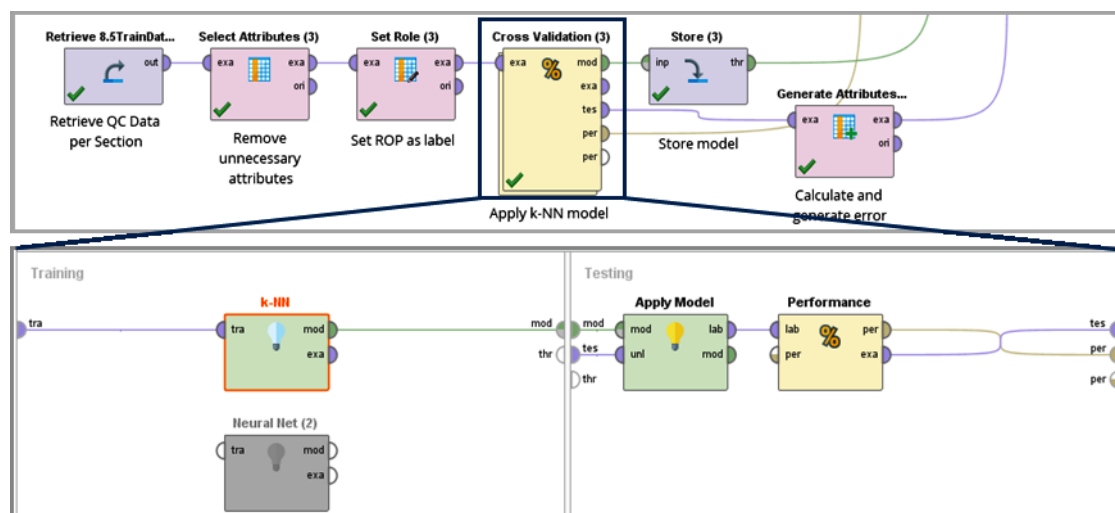 Retrieve 8.5TrainDat...
out
Retrieve QC Data
per Section
Select Attributes (3)
exa
exa
ori
Remove
unnecessary
attributes
Set Role (3)
exa
exa
ori
Set ROP as label
Cross Validation (3)
exa
mod
exa
tes
per
per
Apply k-NN model
Store (3)
inp
thr
Store model
Generate Attributes...
exa
exa
ori
Calculate and
generate error
Training
tra
k-NN
tra
mod
exa
mod
thr
Neural Net (2)
tra
mod
exa
Testing
mod
tes
thr
Apply Model
mod
lab
unl
mod
Performance
lab
per
per
exa
tes
per
per